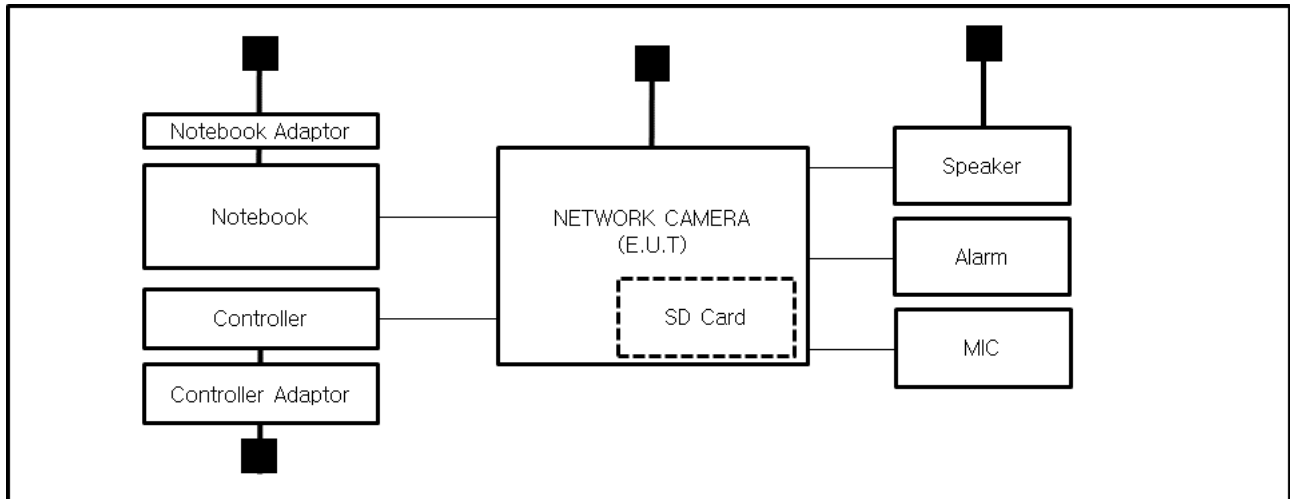 Notebook Adaptor
Notebook
Controller
Controller Adaptor
NETWORK CAMERA
(E.U.T)
SD Card
Speaker
Alarm
MIC